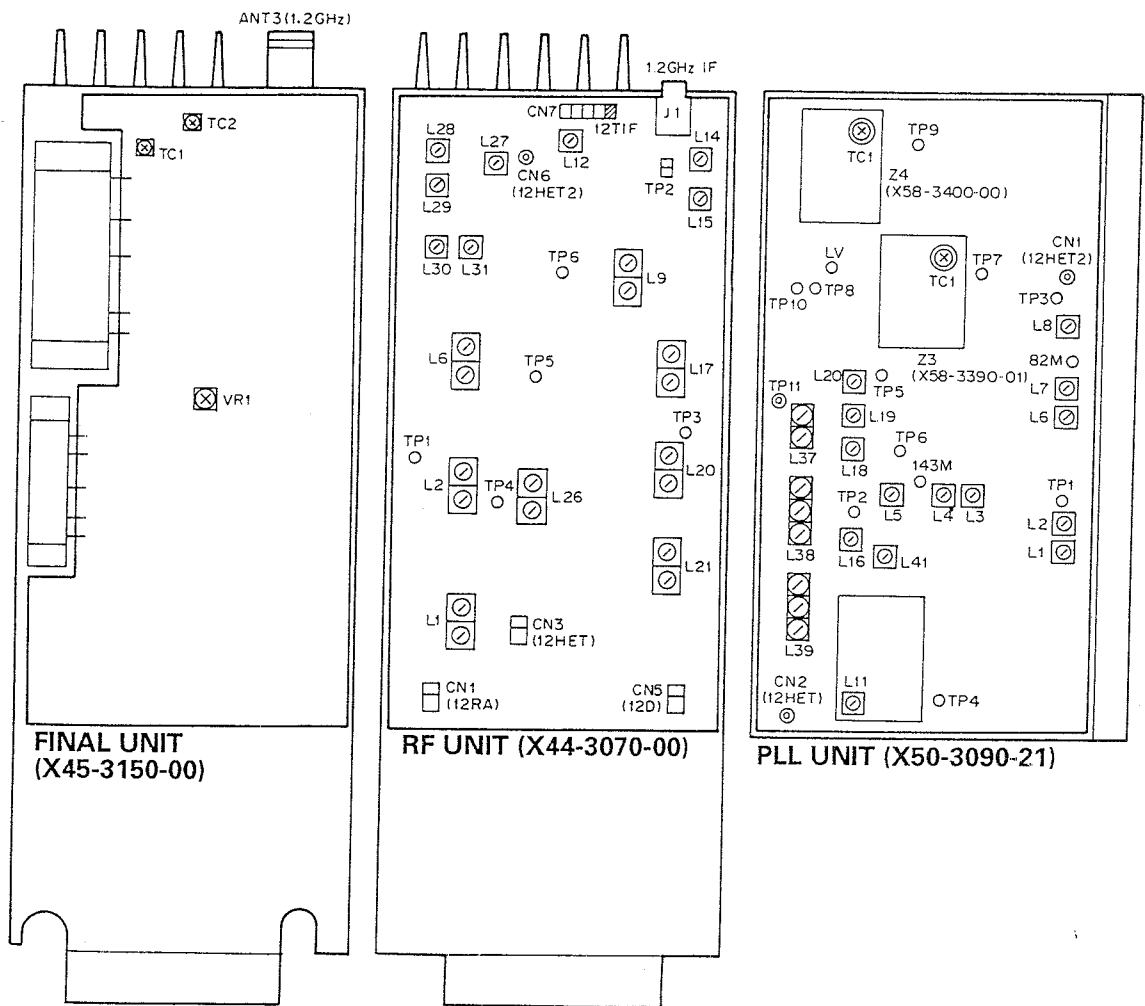 ANT3(1.2GHz)
TC2
TC1
VR1
FINAL UNIT
(X45-3150-00)
1.2GHz IF
CN7
J1
12TIF
L28
L27
L12
L14
CN6
(12HET2)
TP2
L29
L15
L30
L31
TP6
L9
L6
TP5
L17
TP3
TP1
L2
TP4
L26
L20
L21
L1
CN3
(12HET)
CN1
(12RA)
CN5
(12D)
RF UNIT (X44-3070-00)
TC1
TP9
Z4
(X58-3400-00)
CN1
(12HET2)
LV
TC1
TP7
TP10
TP8
TP3
L8
Z3
(X58-3390-01)
82M
L20
TP5
L7
TP11
L19
L6
L37
L18
TP6
143M
TP2
L5
L4
L3
TP1
L2
L38
L16
L41
L1
L39
CN2
(12HET)
L11
TP4
PLL UNIT (X50-3090-21)